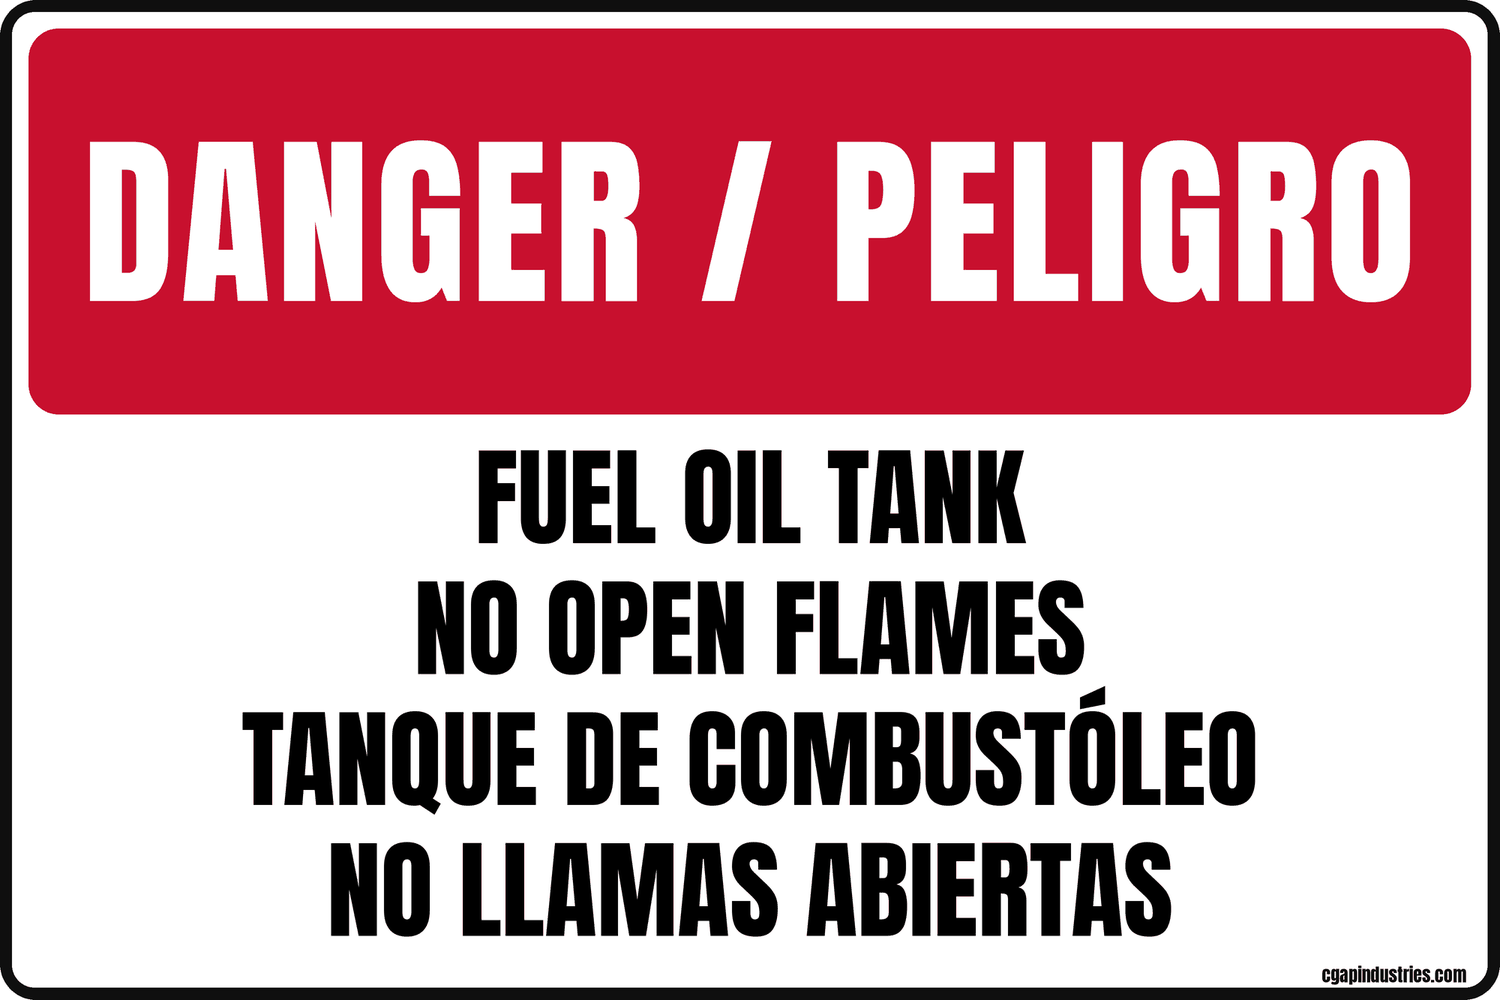 DANGER / PELIGRO
FUEL OIL TANK
NO OPEN FLAMES
TANQUE DE COMBUSTÓLEO
NO LLAMAS ABIERTAS
cgapindustries.com